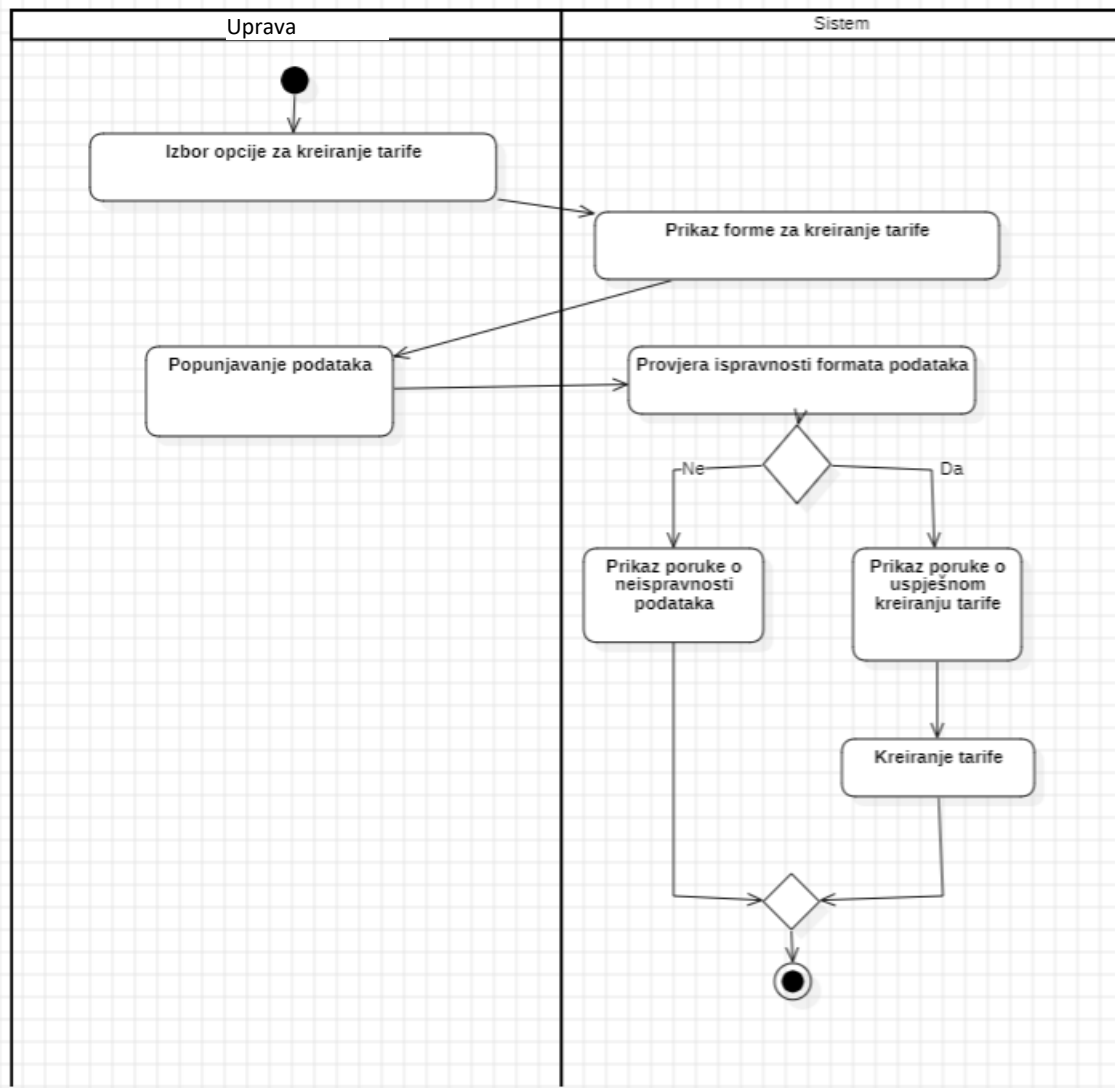 Uprava
Sistem
Izbor opcije za kreiranje tarife
Prikaz forme za kreiranje tarife
Popunjavanje podataka
Provjera ispravnosti formata podataka
Ne
Da
Prikaz poruke o
neispravnosti
podataka
Prikaz poruke o
uspješnom
kreiranju tarife
Kreiranje tarife